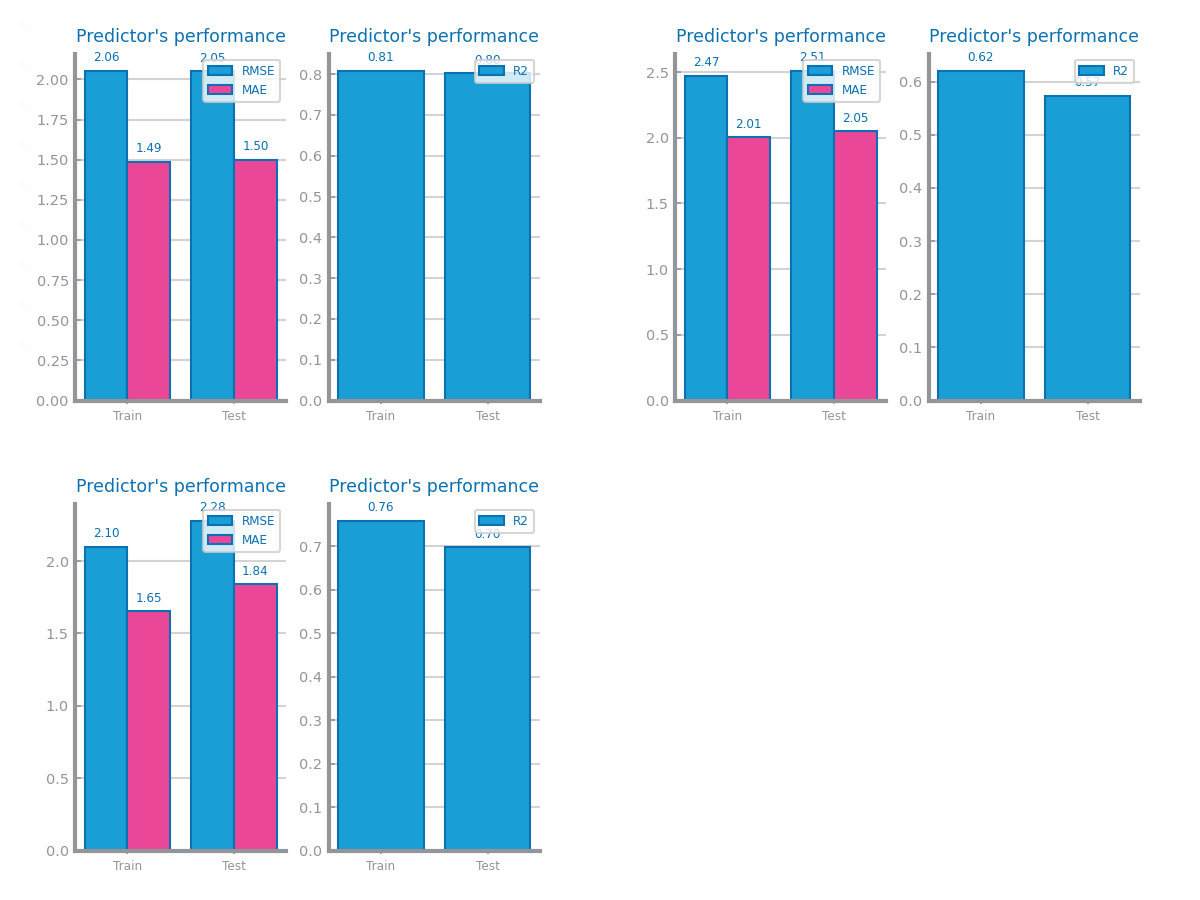 Predictor's performance
2.06
2.05
RMSE
MAE
1.49
1.50
2.00
1.75
1.50
1.25
1.00
0.75
0.50
0.25
0.00
Train
Test
Predictor's performance
0.81
0.80
R2
0.8
0.7
0.6
0.5
0.4
0.3
0.2
0.1
0.0
Train
Test
Predictor's performance
2.47
2.51
RMSE
MAE
2.01
2.05
2.5
2.0
1.5
1.0
0.5
0.0
Train
Test
Predictor's performance
0.62
R2
0.57
0.6
0.5
0.4
0.3
0.2
0.1
0.0
Train
Test
Predictor's performance
2.28
2.10
RMSE
MAE
1.65
1.84
2.0
1.5
1.0
0.5
0.0
Train
Test
Predictor's performance
0.76
R2
0.70
0.7
0.6
0.5
0.4
0.3
0.2
0.1
0.0
Train
Test